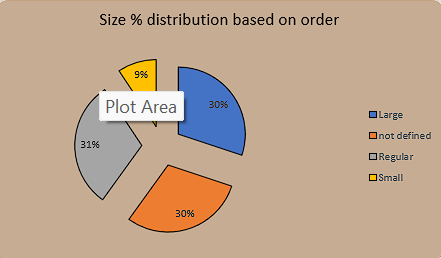 Size % distribution based on order
9%
30%
Plot Area
31%
30%
Large
not defined
Regular
Small